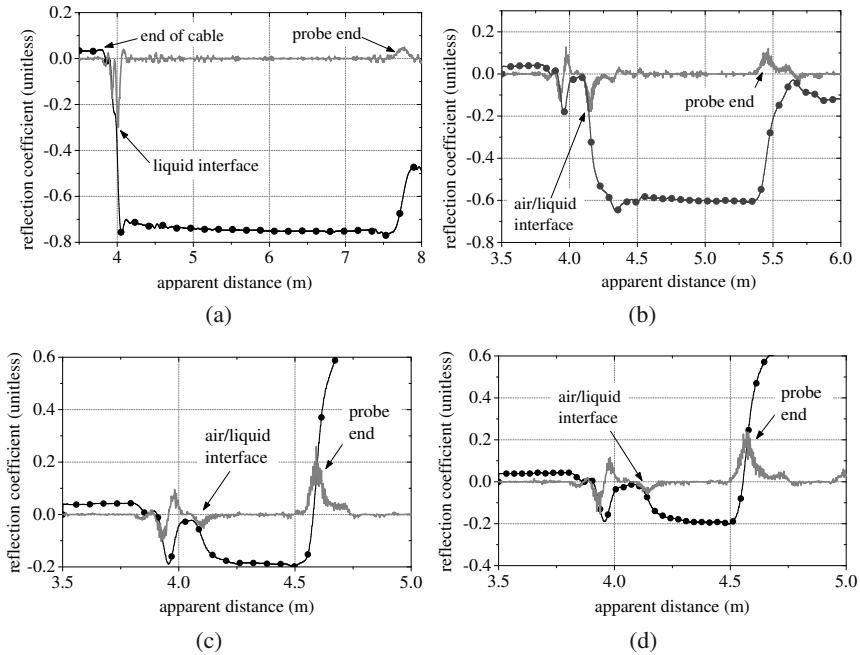 0.2
0.0
-0.2
-0.4
-0.6
-0.8
reflection coefficient (unitless)
end of cable
probe end
liquid interface
4
5
6
7
8
apparent distance (m)
(a)
0.3
0.2
0.0
-0.2
-0.4
-0.6
-0.8
reflection coefficient (unitless)
probe end
air/liquid
interface
3.5
4.0
4.5
5.0
5.5
6.0
apparent distance (m)
(b)
0.6
0.4
0.2
0.0
-0.2
reflection coefficient (unitless)
air/liquid
interface
probe
end
3.5
4.0
4.5
5.0
apparent distance (m)
(c)
0.6
0.4
0.2
0.0
-0.2
-0.4
reflection coefficient (unitless)
air/liquid
interface
probe
end
3.5
4.0
4.5
5.0
apparent distance (m)
(d)